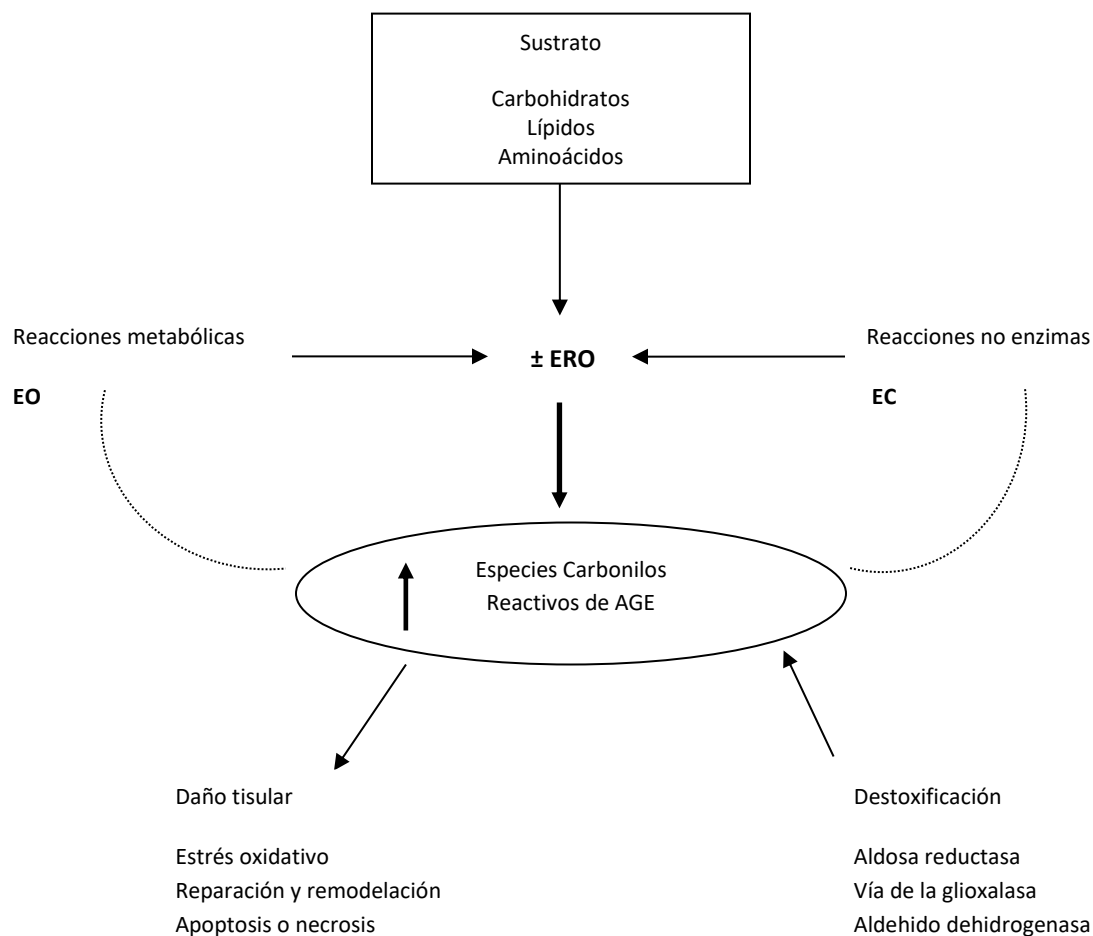 Sustrato
Carbohidratos
Lípidos
Aminoácidos
Reacciones metabólicas
Reacciones no enzimas
± ERO
EO
EC
Especies Carbonilos
Reactivos de AGE
Daño tisular
Destoxificación
Estrés oxidativo
Aldosa reductasa
Reparación y remodelación
Vía de la glioxalasa
Apoptosis o necrosis
Aldehido dehidrogenasa